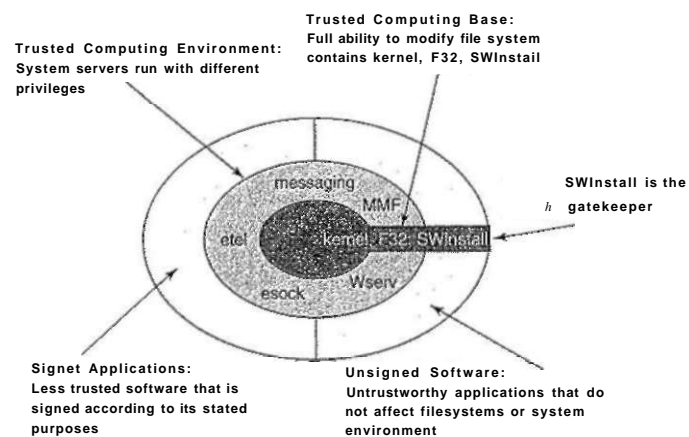 Trusted Computing Base:
Full ability to modify file system
contains kernel, F32, SWInstail
Trusted Computing Environment:
System servers run with different
privileges
SWInstall is the
h gatekeeper
messaging
MMF
etel
kernel, F32, SWInstall
esock
Wserv
Signet Applications:
Less trusted software that is
signed according to its stated
purposes
Unsigned Software:
Untrustworthy applications that do
not affect filesystems or system
environment